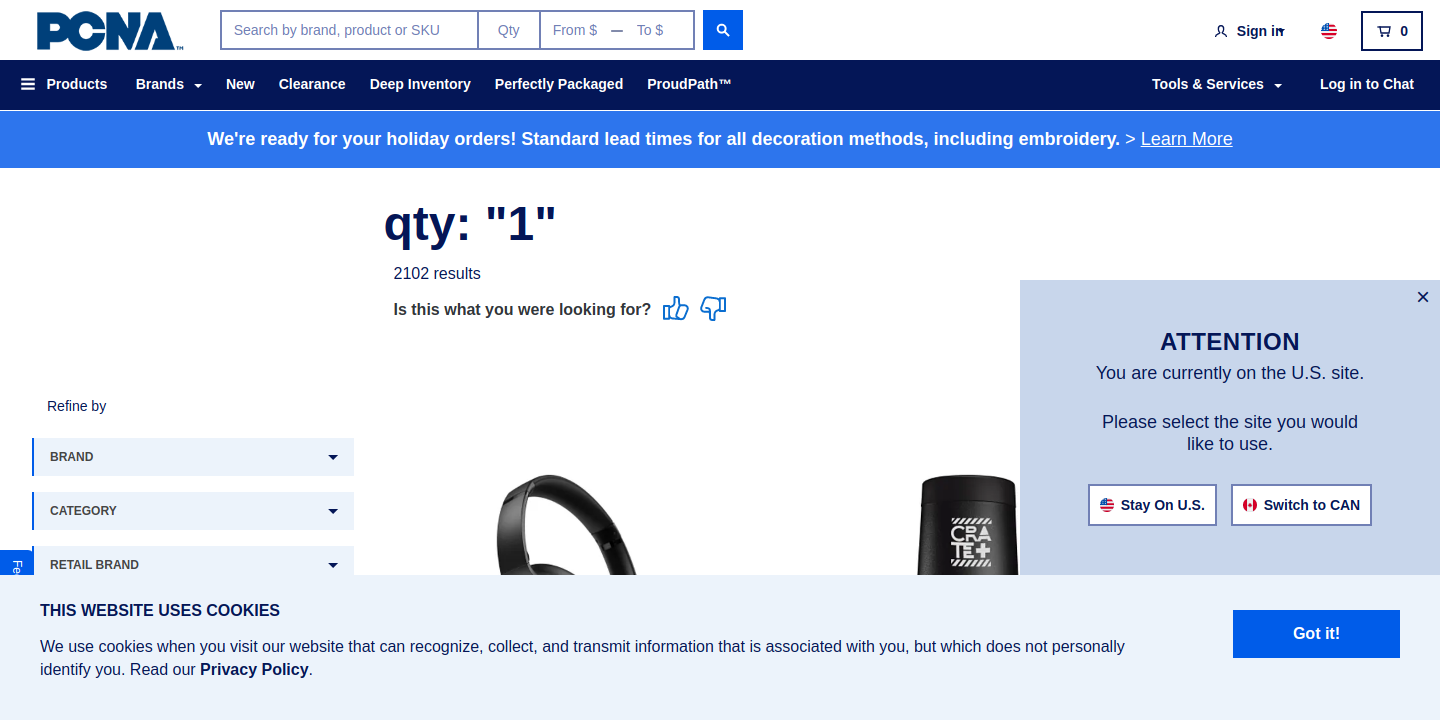 PCNA™
Search by brand, product or SKU
Qty
From $ — To $
Sign in
0
Products
Brands
New
Clearance
Deep Inventory
Perfectly Packaged
ProudPath™
Tools & Services
Log in to Chat
We're ready for your holiday orders! Standard lead times for all decoration methods, including embroidery. > Learn More
qty: "1"
2102 results
Is this what you were looking for?
×
ATTENTION
You are currently on the U.S. site.
Please select the site you would
like to use.
Stay On U.S.
Switch to CAN
Refine by
BRAND
CATEGORY
RETAIL BRAND
CRA
TE+
THIS WEBSITE USES COOKIES
We use cookies when you visit our website that can recognize, collect, and transmit information that is associated with you, but which does not personally
identify you. Read our Privacy Policy.
Got it!